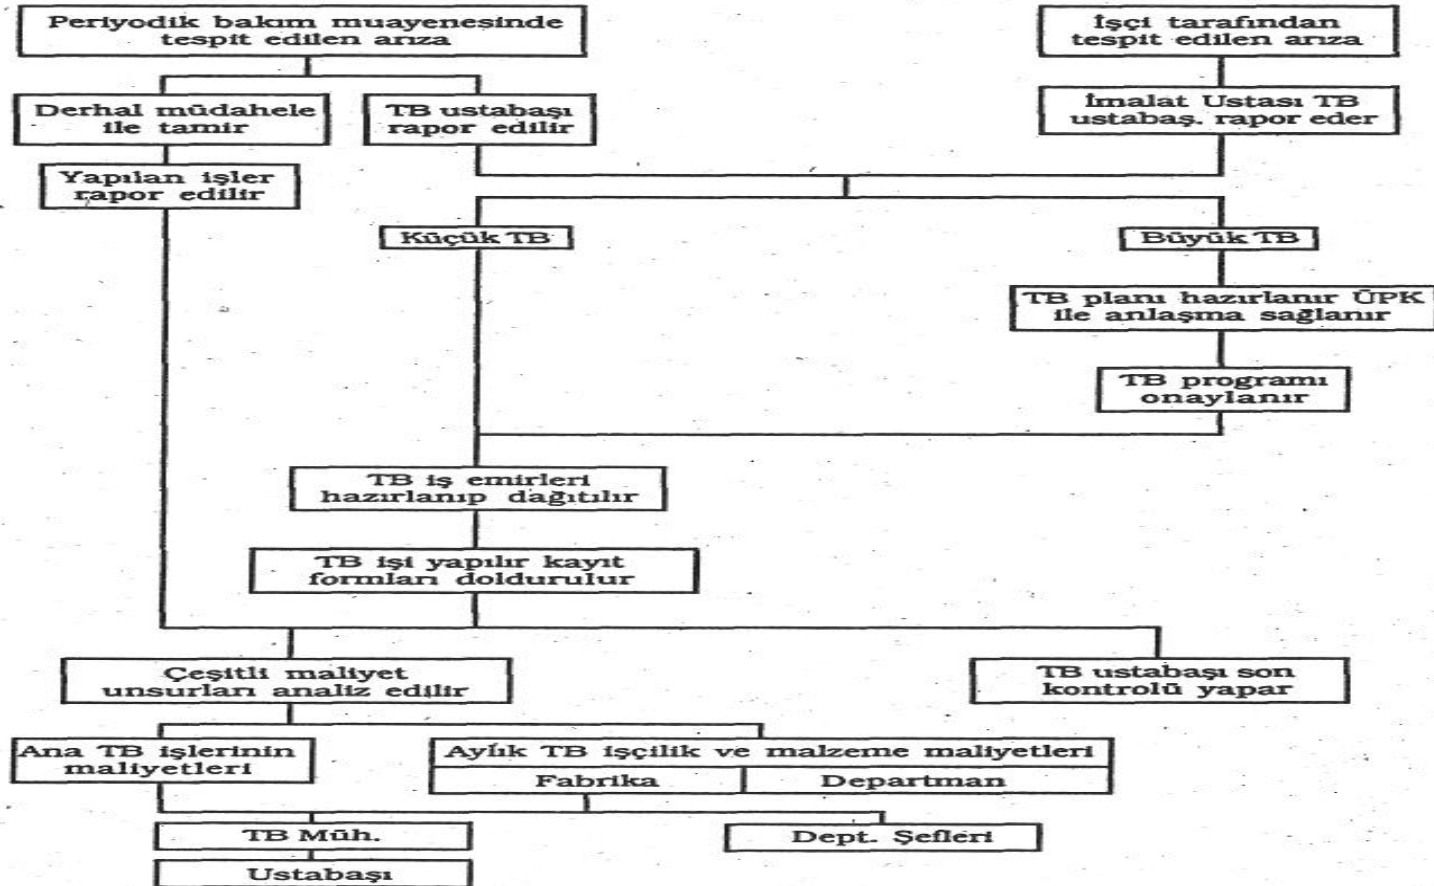 Periyodik bakım muayenesinde
tespit edilen arıza
İşçi tarafından
tespit edilen arıza
Derhal müdahele
ile tamir
TB ustabaşı
rapor edilir
İmalat Ustası TB
ustabaş. rapor eder
Yapılan işler
rapor edilir
Küçük TB
Büyük TB
TB planı hazırlanır ÜPK
ile anlaşma sağlanır
TB programı
onaylanır
TB iş emirleri
hazırlanıp dağıtılır
TB işi yapılır kayıt
formları doldurulur
Çeşitli maliyet
unsurları analiz edilir
TB ustabaşı son
kontrolü yapar
Ana TB işlerinin
maliyetleri
Aylık TB işçilik ve malzeme maliyetleri
Fabrika
Departman
TB Müh.
Dept. Şefleri
Ustabaşı